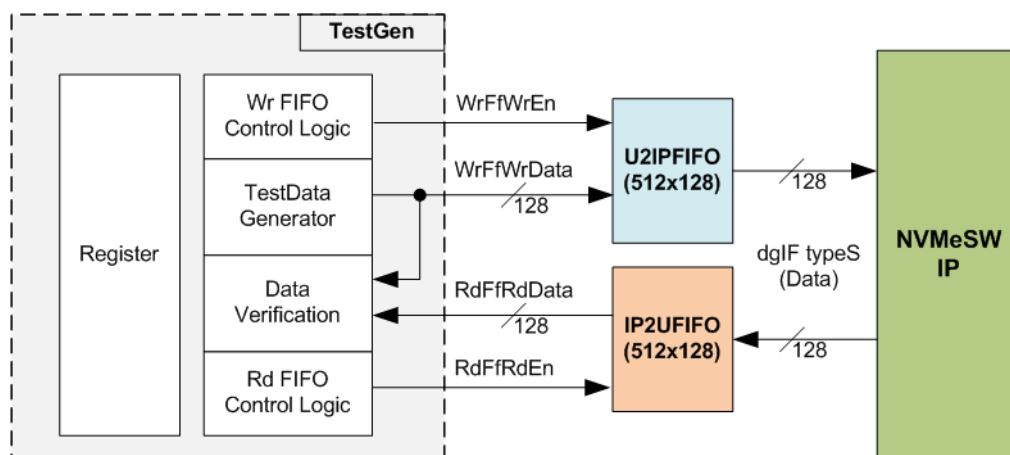 TestGen
Register
Wr FIFO
Control Logic
TestData
Generator
Data
Verification
Rd FIFO
Control Logic
WrFfWrEn
WrFfWrData
128
RdFfRdData
128
RdFfRdEn
U2IPFIFO
(512x128)
IP2UFIFO
(512x128)
128
dgIF typeS
(Data)
128
NVMeSW
IP